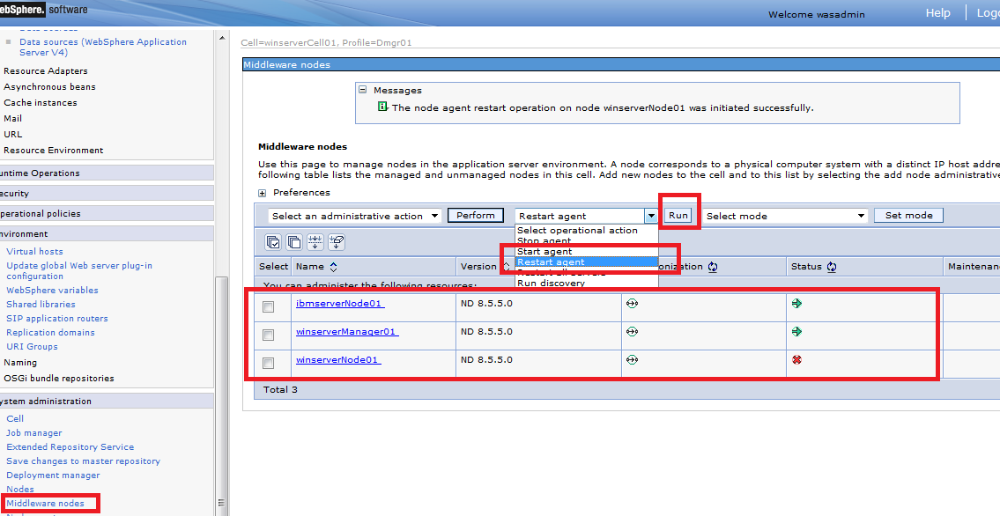 ebSphere. software
Welcome wasadmin
Help
Data sources
Data sources (WebSphere Application
Server V4)
Resource Adapters
Asynchronous beans
Cache instances
Mail
URL
Resource Environment
untime Operations
ecurity
perational policies
nvironment
Virtual hosts
Update global Web server plug-in
configuration
WebSphere variables
Shared libraries
SIP application routers
Replication domains
URI Groups
Naming
OSGi bundle repositories
ystem administration
Cell
Job manager
Extended Repository Service
Save changes to master repository
Deployment manager
Nodes
Middleware nodes
Cell=winserverCell01, Profile=Dmgr01
Middleware nodes
Messages
The node agent restart operation on node winserverNode01 was initiated successfully.
Middleware nodes
Use this page to manage nodes in the application server environment. A node corresponds to a physical computer system with a distinct IP host addre
following table lists the managed and unmanaged nodes in this cell. Add new nodes to the cell and to this list by selecting the add node administrative
Preferences
Select an administrative action Perform Restart agent Run Select mode Set mode
Select operational action
Stop agent
Start agent
Restart agent
Restart all servers
Run discovery
Select Name Version onization Status Maintenan
You can administer the following resources:
ibmserverNode01 ND 8.5.5.0
winserverManager01 ND 8.5.5.0
winserverNode01 ND 8.5.5.0
Total 3